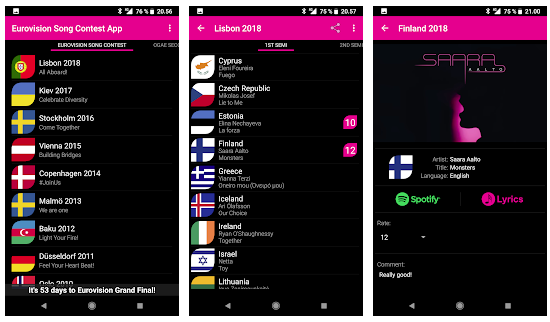 76 % 20.56
Eurovision Song Contest App
EUROVISION SONG CONTEST
OGAE SEC
Lisbon 2018
All Aboard!
Kiev 2017
Celebrate Diversity
Stockholm 2016
Come Together
Vienna 2015
Building Bridges
Copenhagen 2014
#JoinUs
Malmö 2013
We are one
Baku 2012
Light Your Fire!
Düsseldorf 2011
Feel Your Heart Beat!
Oslo 2010
It's 53 days to Eurovision Grand Final!
76 % 20.57
Lisbon 2018
1ST SEMI
2ND SEMI
Cyprus
Eleni Foureira
Fuego
Czech Republic
Mikolas Josef
Lie to Me
Estonia
Elina Nechayeva
La forza
10
Finland
Saara Aalto
Monsters
12
Greece
Yianna Terzi
Oneiro mou (Όνειρό μου)
Iceland
Ari Ólafsson
Our Choice
Ireland
Ryan O'Shaughnessy
Together
Israel
Netta
Toy
Lithuania
Ieva Zasimauskaitė
75 % 21.00
Finland 2018
SAARA
AALTO
Artist: Saara Aalto
Title: Monsters
Language: English
Spotify
Lyrics
Rate:
12
Comment:
Really good!